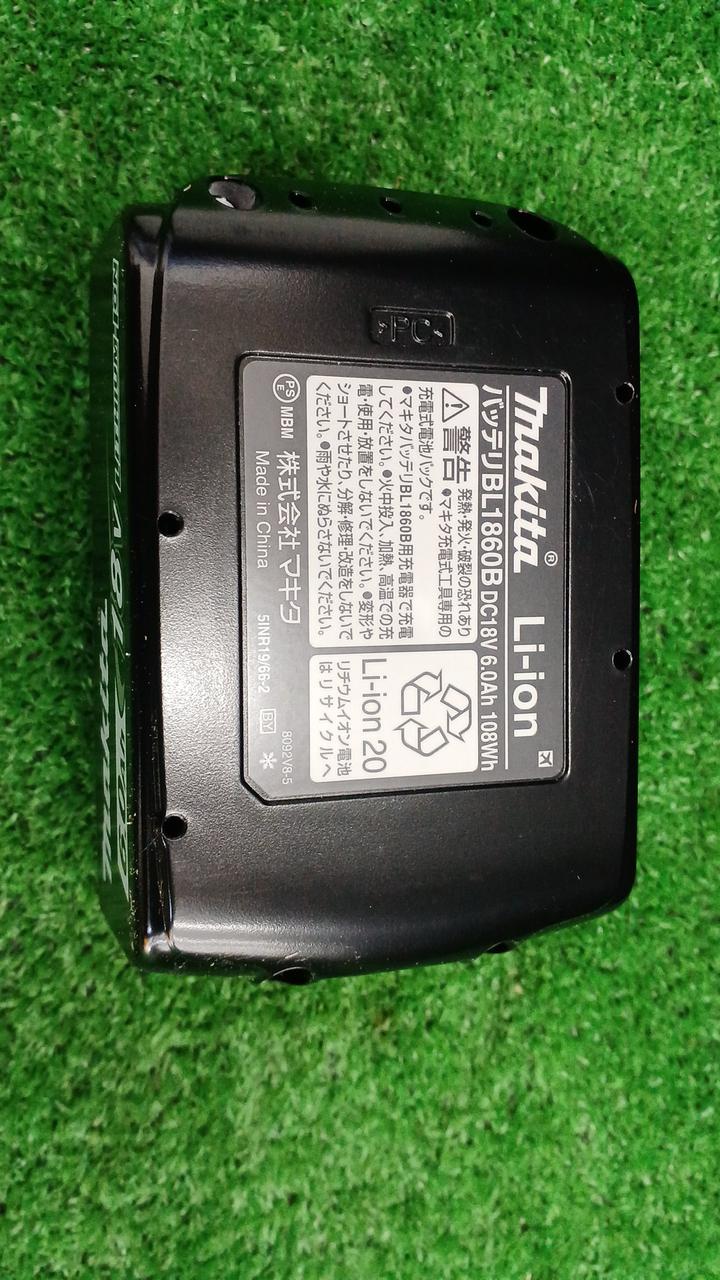 >PC<
makita® Li-ion
バッテリBL1860B DC18V 6.0Ah 108Wh
警告 発熱・発火・破裂の恐れあり
●マキタ充電式工具専用の
充電式電池パックです。
●マキタバッテリBL1860B用充電器で充電
してください。●火中投入、加熱、高温での充
電・使用・放置をしないでください。●変形や
ショートさせたり、分解・修理・改造をしないで
ください。●雨や水にぬらさないでください。
Li-ion 20
リチウムイオン電池
はリサイクルへ
PS
E
MBM 株式会社 マキタ
Made in China
5INR19/66-2
BY
8092V8-5
18V
makita